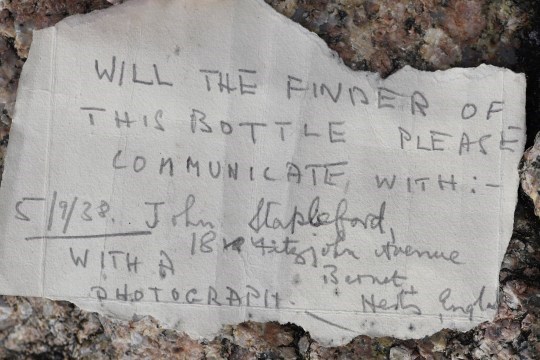 WILL THE FINDER OF
THIS BOTTLE PLEASE
COMMUNICATE WITH:-
5/9/38. John Stapleford,
18 Fitzjohn Avenue
WITH A Barnet,
PHOTOGRAPH. Herts